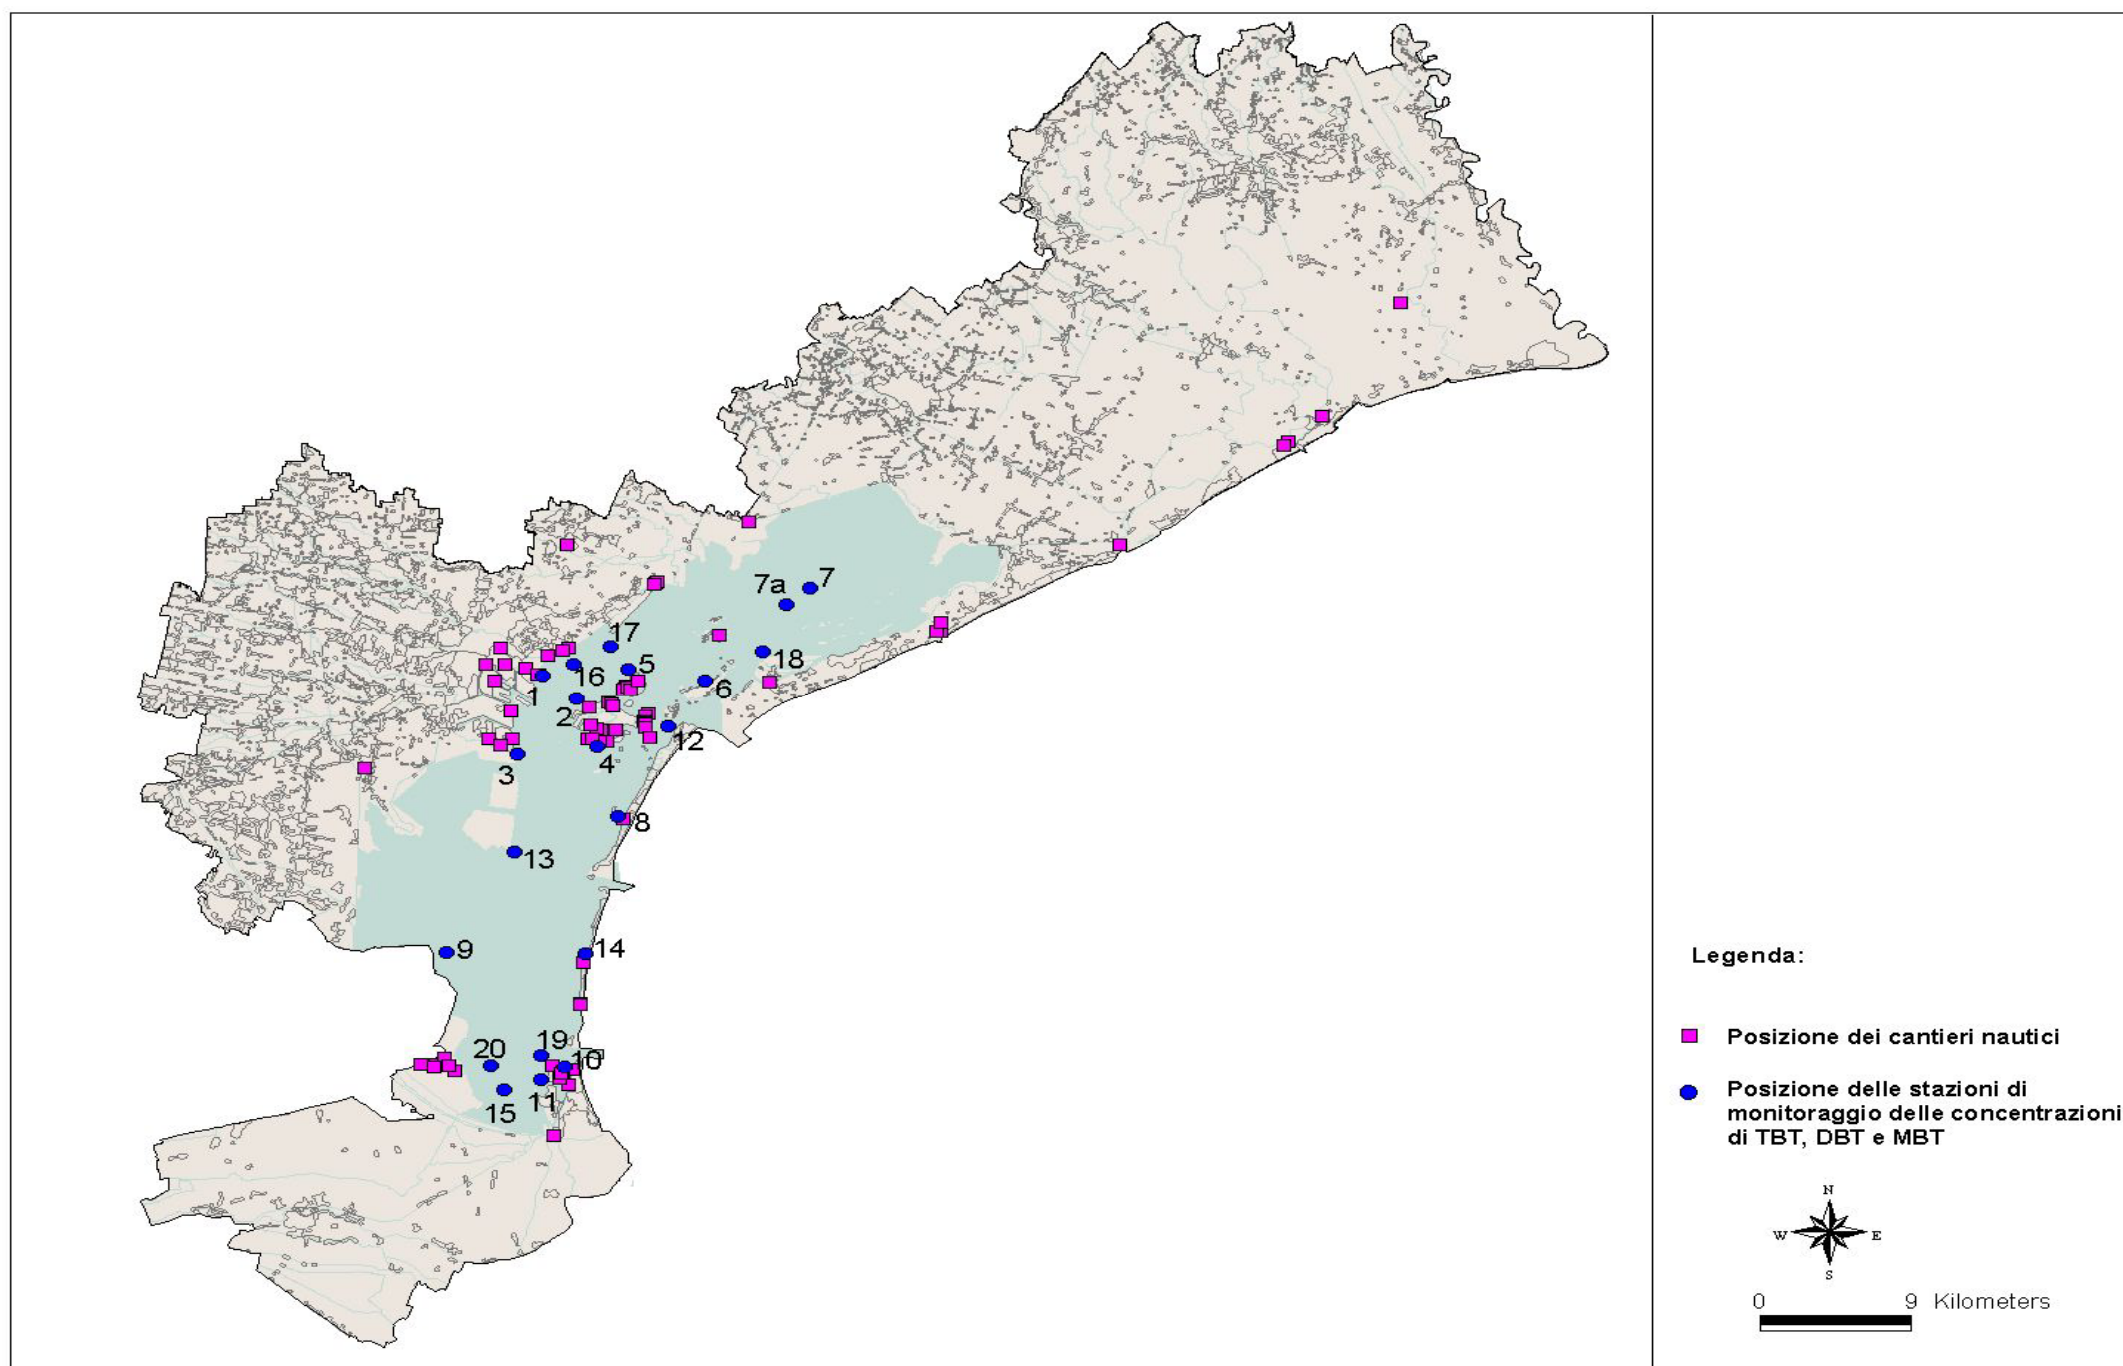 7
7a
17
18
5
16
6
1
2
12
4
3
8
13
14
9
19
20
10
11
15
Legenda:
Posizione dei cantieri nautici
Posizione delle stazioni di
monitoraggio delle concentrazioni
di TBT, DBT e MBT
N
W E
S
0 9 Kilometers